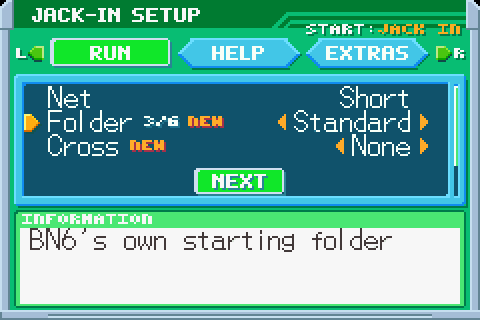 JACK-IN SETUP
START:JACK IN
L RUN HELP EXTRAS R
Net Short
Folder 3/6 NEW Standard
Cross NEW None
NEXT
INFORMATION
BN6's own starting folder